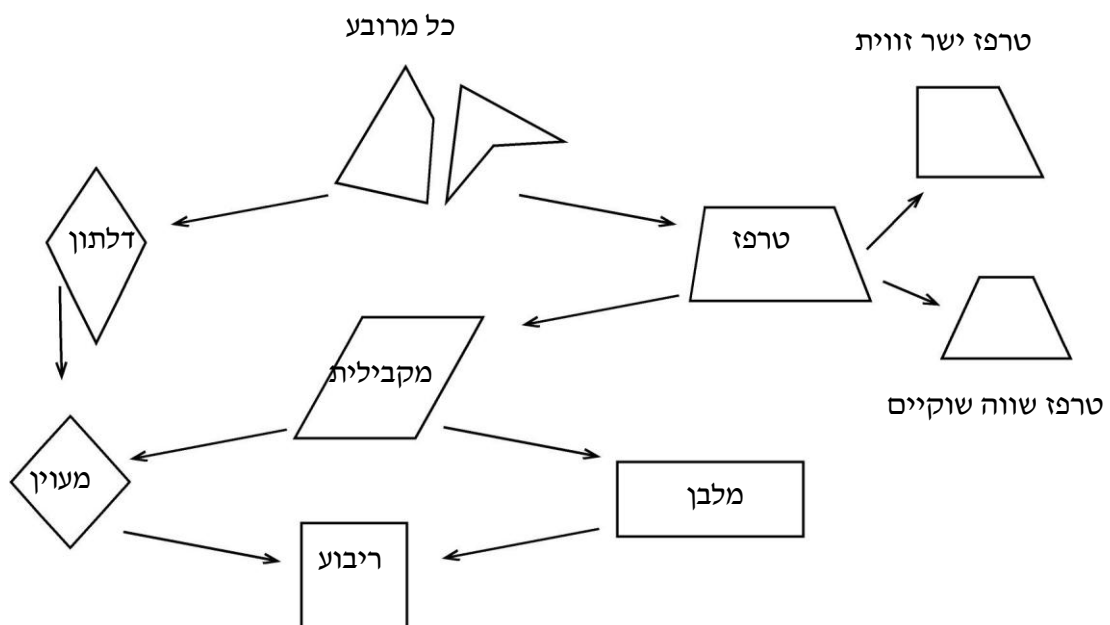 כל מרובע
טרפז ישר זווית
דלתון
טרפז
מקבילית
טרפז שווה שוקיים
מעוין
מלבן
ריבוע